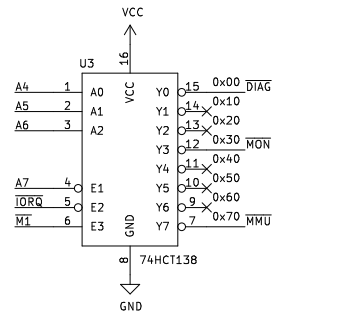 VCC
U3
16
VCC
A4 1 A0 Y0 15 0x00 DIAG
A5 2 A1 Y1 14 0x10
A6 3 A2 Y2 13 0x20
Y3 12 0x30 MON
Y4 11 0x40
A7 4 E1 Y5 10 0x50
IORQ 5 E2 Y6 9 0x60
M1 6 E3 Y7 7 0x70 MMU
GND
8 74HCT138
GND